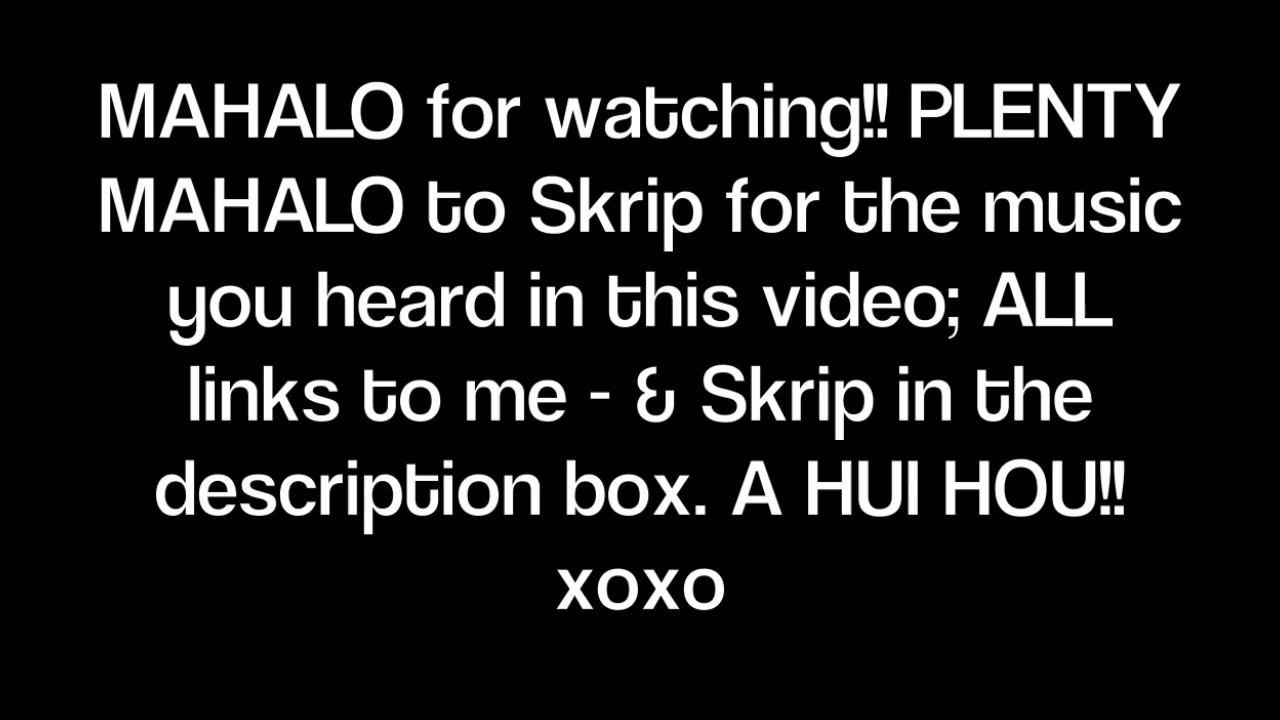 MAHALO for watching!! PLENTY
MAHALO to Skrip for the music
you heard in this video; ALL
links to me - & Skrip in the
description box. A HUI HOU!!
xoxo